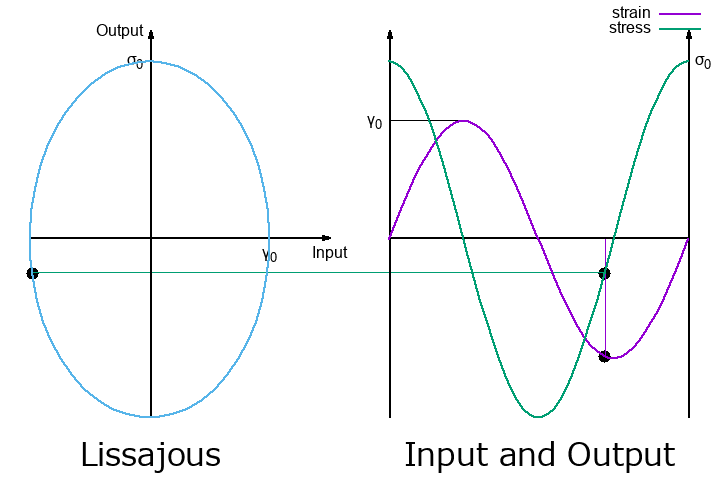 Output
σ₀
γ₀
Input
Lissajous
strain
stress
σ₀
γ₀
Input and Output